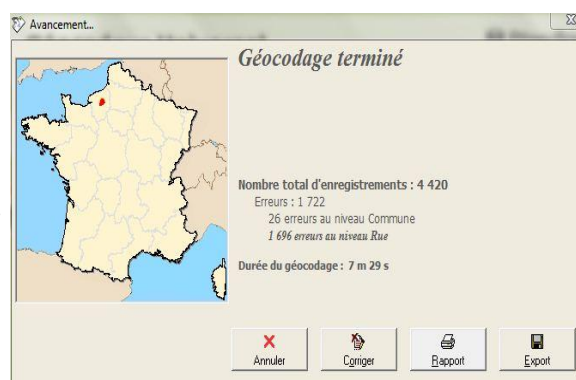 Avancement...
Géocodage terminé
Nombre total d'enregistrements : 4 420
Erreurs : 1 722
26 erreurs au niveau Commune
1 696 erreurs au niveau Rue
Durée du géocodage : 7 m 29 s
Annuler
Corriger
Rapport
Export